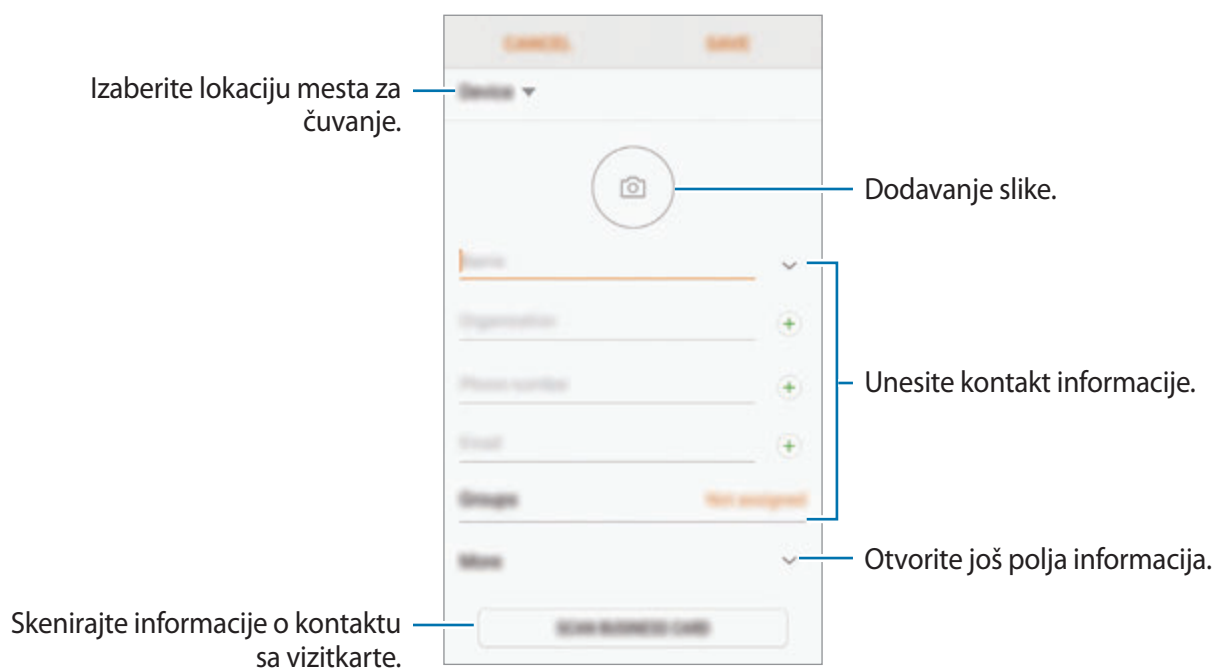 CANCEL
SAVE
Izaberite lokaciju mesta za
čuvanje.
Device
Dodavanje slike.
Name
Organisation
Phone number
Unesite kontakt informacije.
Email
Groups
Not assigned
More
Otvorite još polja informacija.
Skenirajte informacije o kontaktu
sa vizitkarte.
SCAN BUSINESS CARD